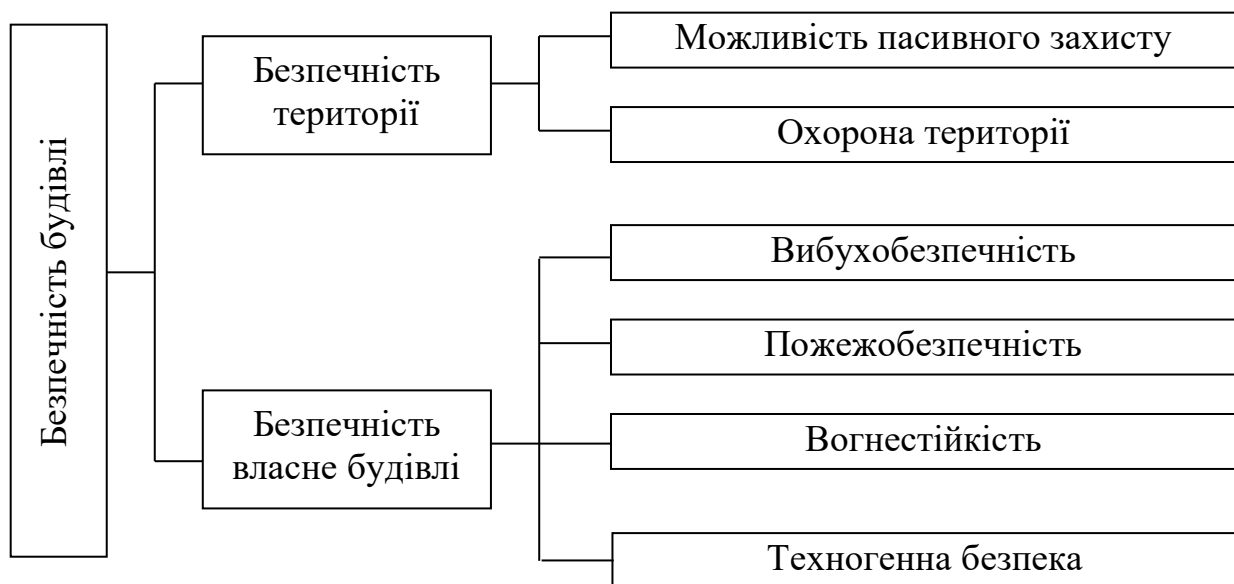 Безпечність будівлі
Безпечність
території
Можливість пасивного захисту
Охорона території
Безпечність
власне будівлі
Вибухобезпечність
Пожежобезпечність
Вогнестійкість
Техногенна безпека